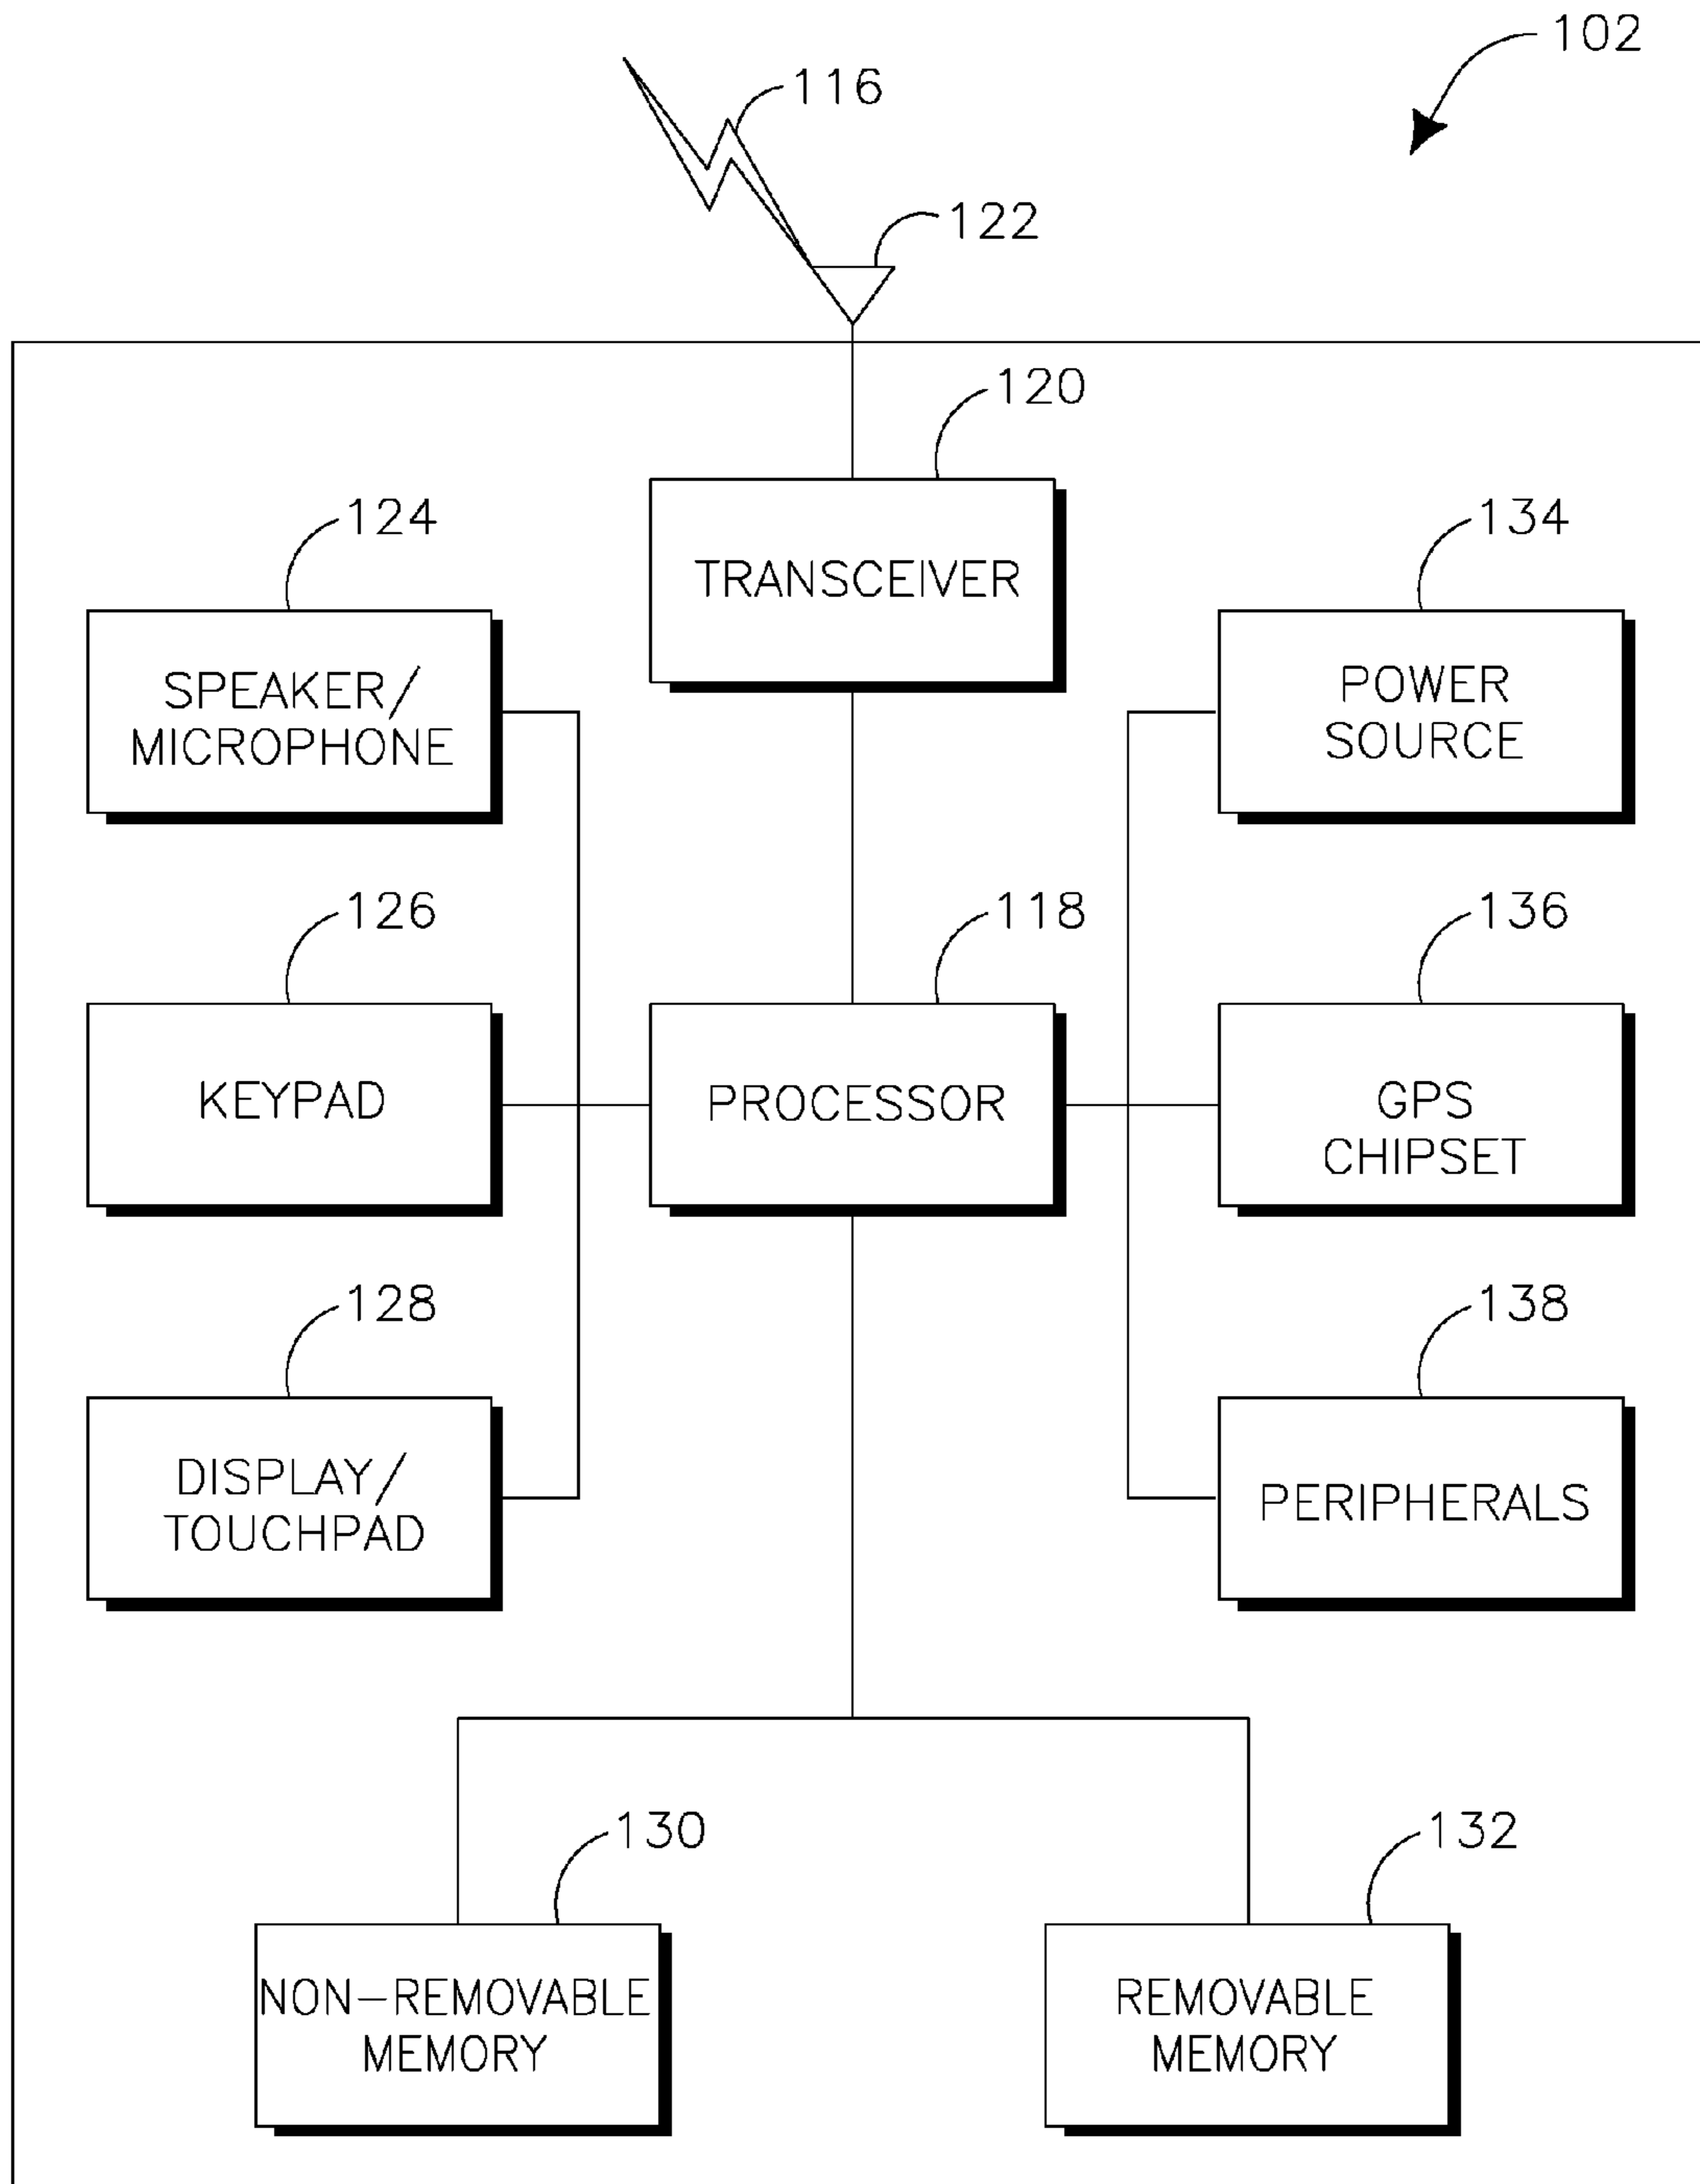 102
116
122
120
TRANSCEIVER
124
SPEAKER/
MICROPHONE
134
POWER
SOURCE
126
KEYPAD
118
PROCESSOR
136
GPS
CHIPSET
128
DISPLAY/
TOUCHPAD
138
PERIPHERALS
130
NON-REMOVABLE
MEMORY
132
REMOVABLE
MEMORY